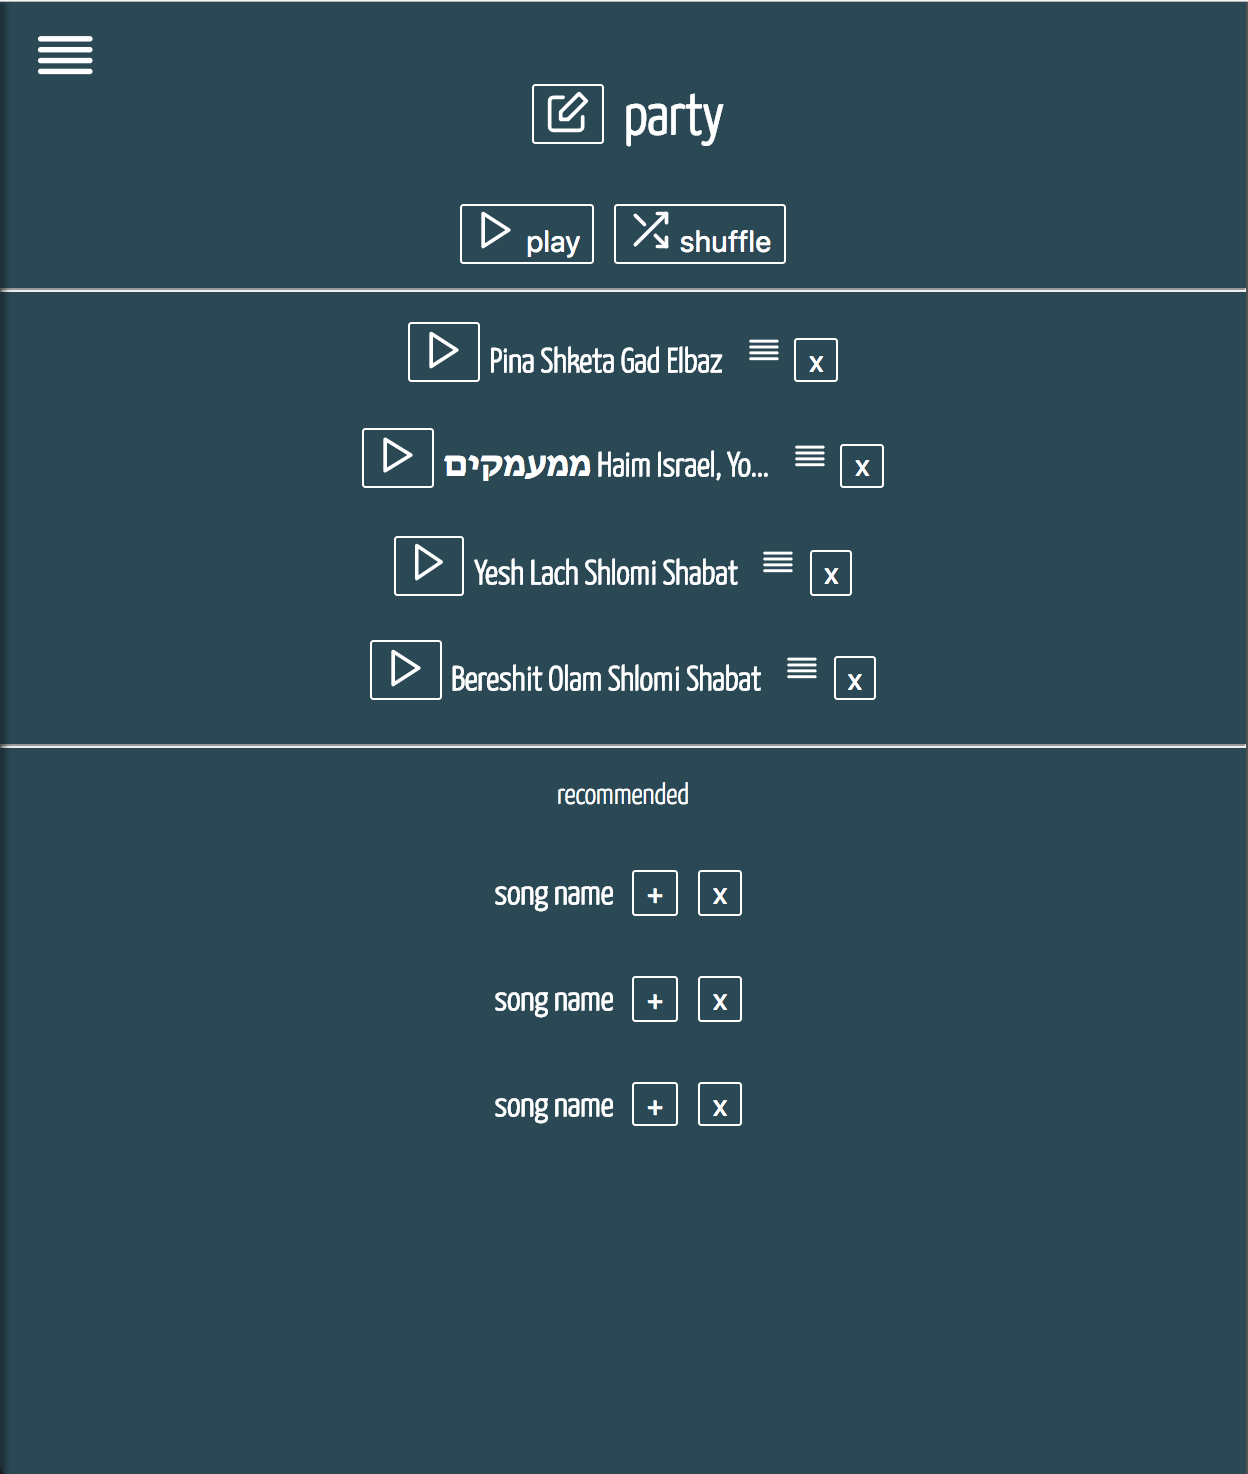 party
play shuffle
Pina Shketa Gad Elbaz x
ממעמקים Haim Israel, Yo... x
Yesh Lach Shlomi Shabat x
Bereshit Olam Shlomi Shabat x
recommended
song name + x
song name + x
song name + x